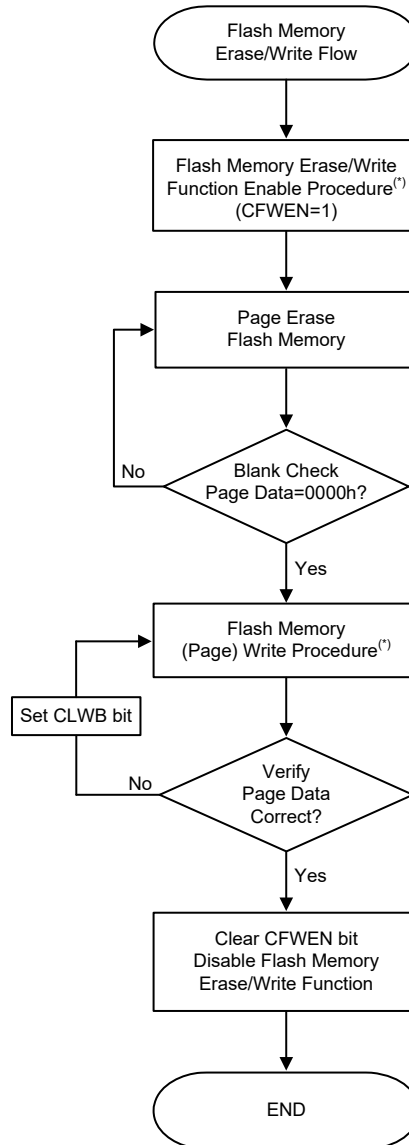 Flash Memory
Erase/Write Flow
Flash Memory Erase/Write
Function Enable Procedure(*)
(CFWEN=1)
Page Erase
Flash Memory
No
Blank Check
Page Data=0000h?
Yes
Flash Memory
(Page) Write Procedure(*)
Set CLWB bit
No
Verify
Page Data
Correct?
Yes
Clear CFWEN bit
Disable Flash Memory
Erase/Write Function
END